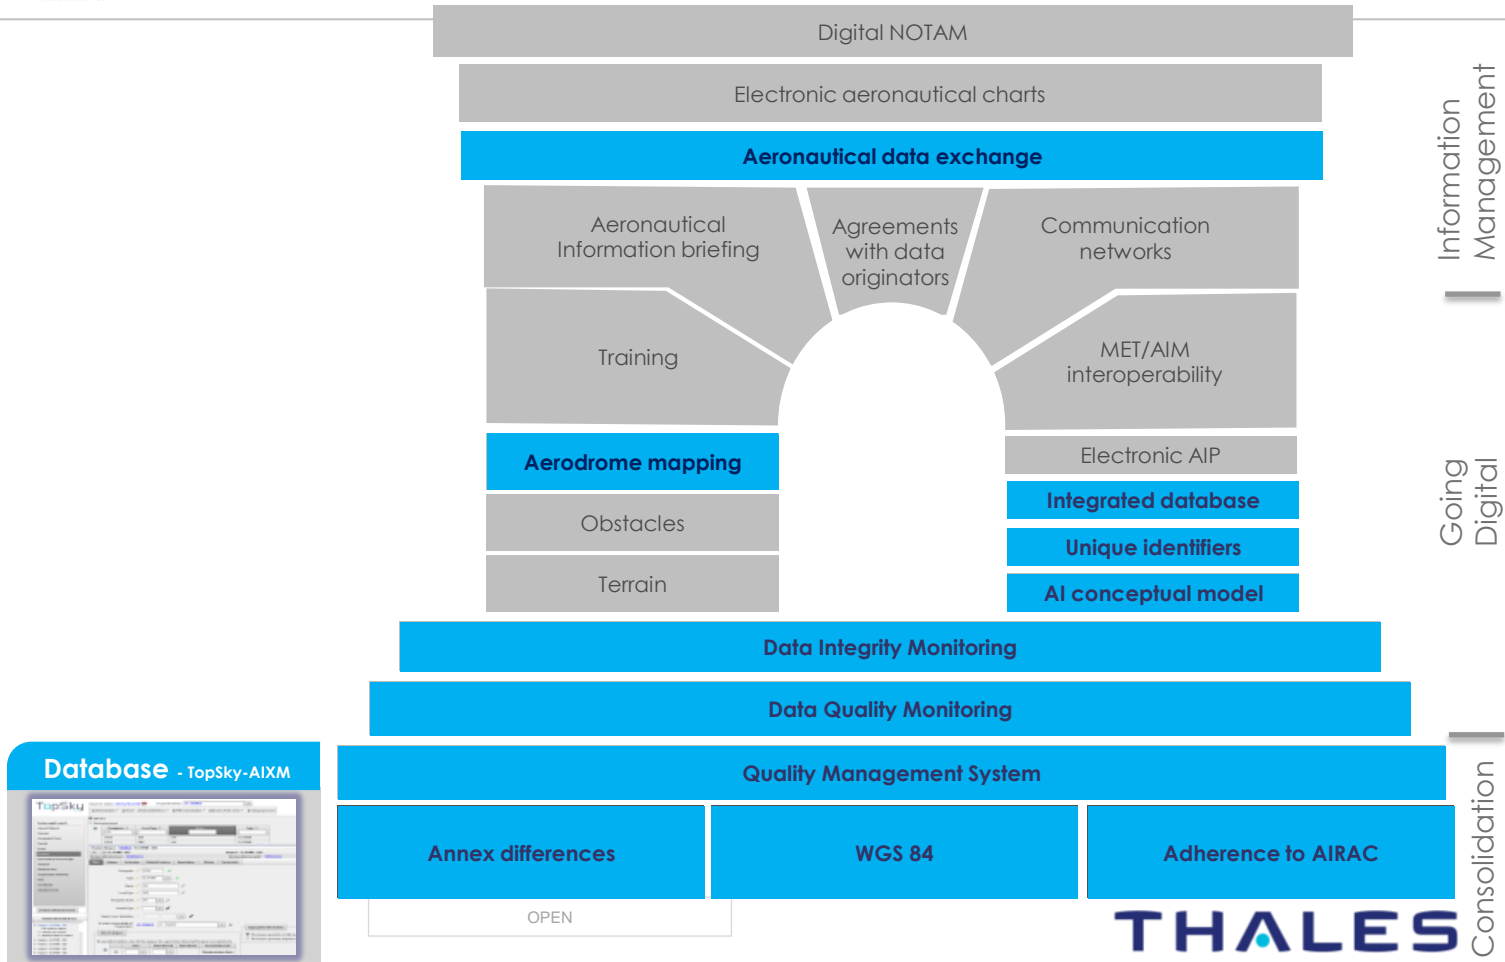 Digital NOTAM
Electronic aeronautical charts
Aeronautical data exchange
Aeronautical
Information briefing
Agreements
with data
originators
Communication
networks
Training
MET/AIM
interoperability
Aerodrome mapping
Electronic AIP
Integrated database
Obstacles
Unique identifiers
Terrain
AI conceptual model
Data Integrity Monitoring
Data Quality Monitoring
Quality Management System
Annex differences
WGS 84
Adherence to AIRAC
Information
Management
Going
Digital
Consolidation
Database - TopSky-AIXM
TopSky
OPEN
THALES